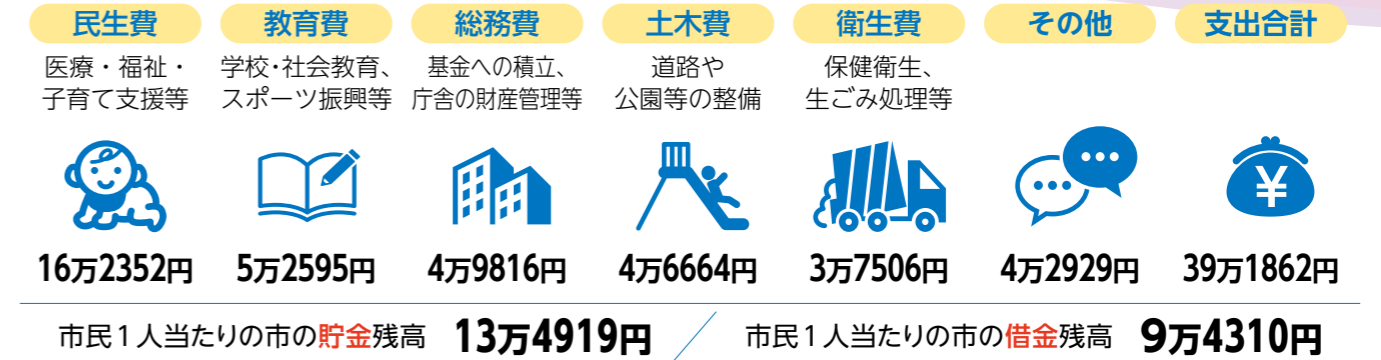 民生費
医療・福祉・
子育て支援等
16万2352円
教育費
学校・社会教育、
スポーツ振興等
5万2595円
総務費
基金への積立、
庁舎の財産管理等
4万9816円
土木費
道路や
公園等の整備
4万6664円
衛生費
保健衛生、
生ごみ処理等
3万7506円
その他
4万2929円
支出合計
¥
39万1862円
市民1人当たりの市の貯金残高 13万4919円
市民1人当たりの市の借金残高 9万4310円